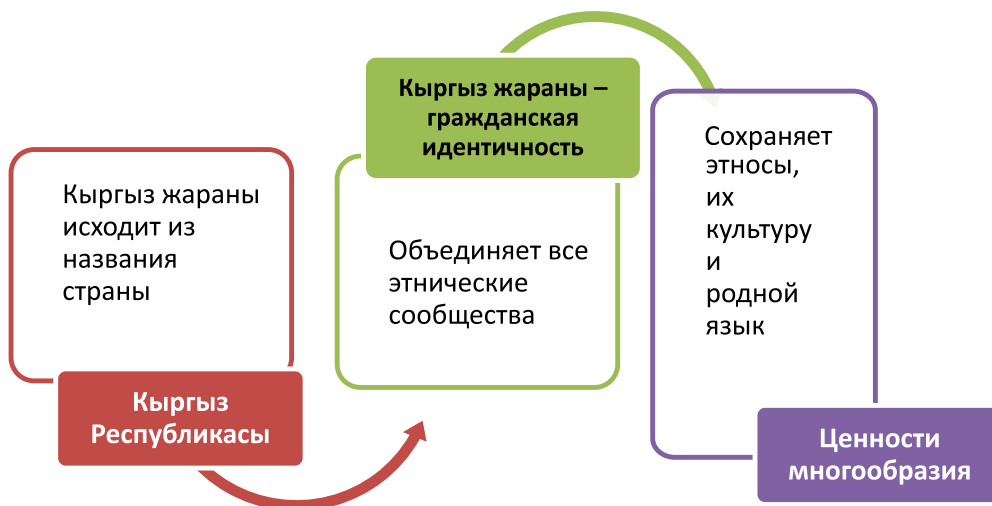 Кыргыз жараны
исходит из
названия
страны
Кыргыз
Республикасы
Кыргыз жараны –
гражданская
идентичность
Объединяет все
этнические
сообщества
Сохраняет
этносы,
их
культуру
и
родной
язык
Ценности
многообразия